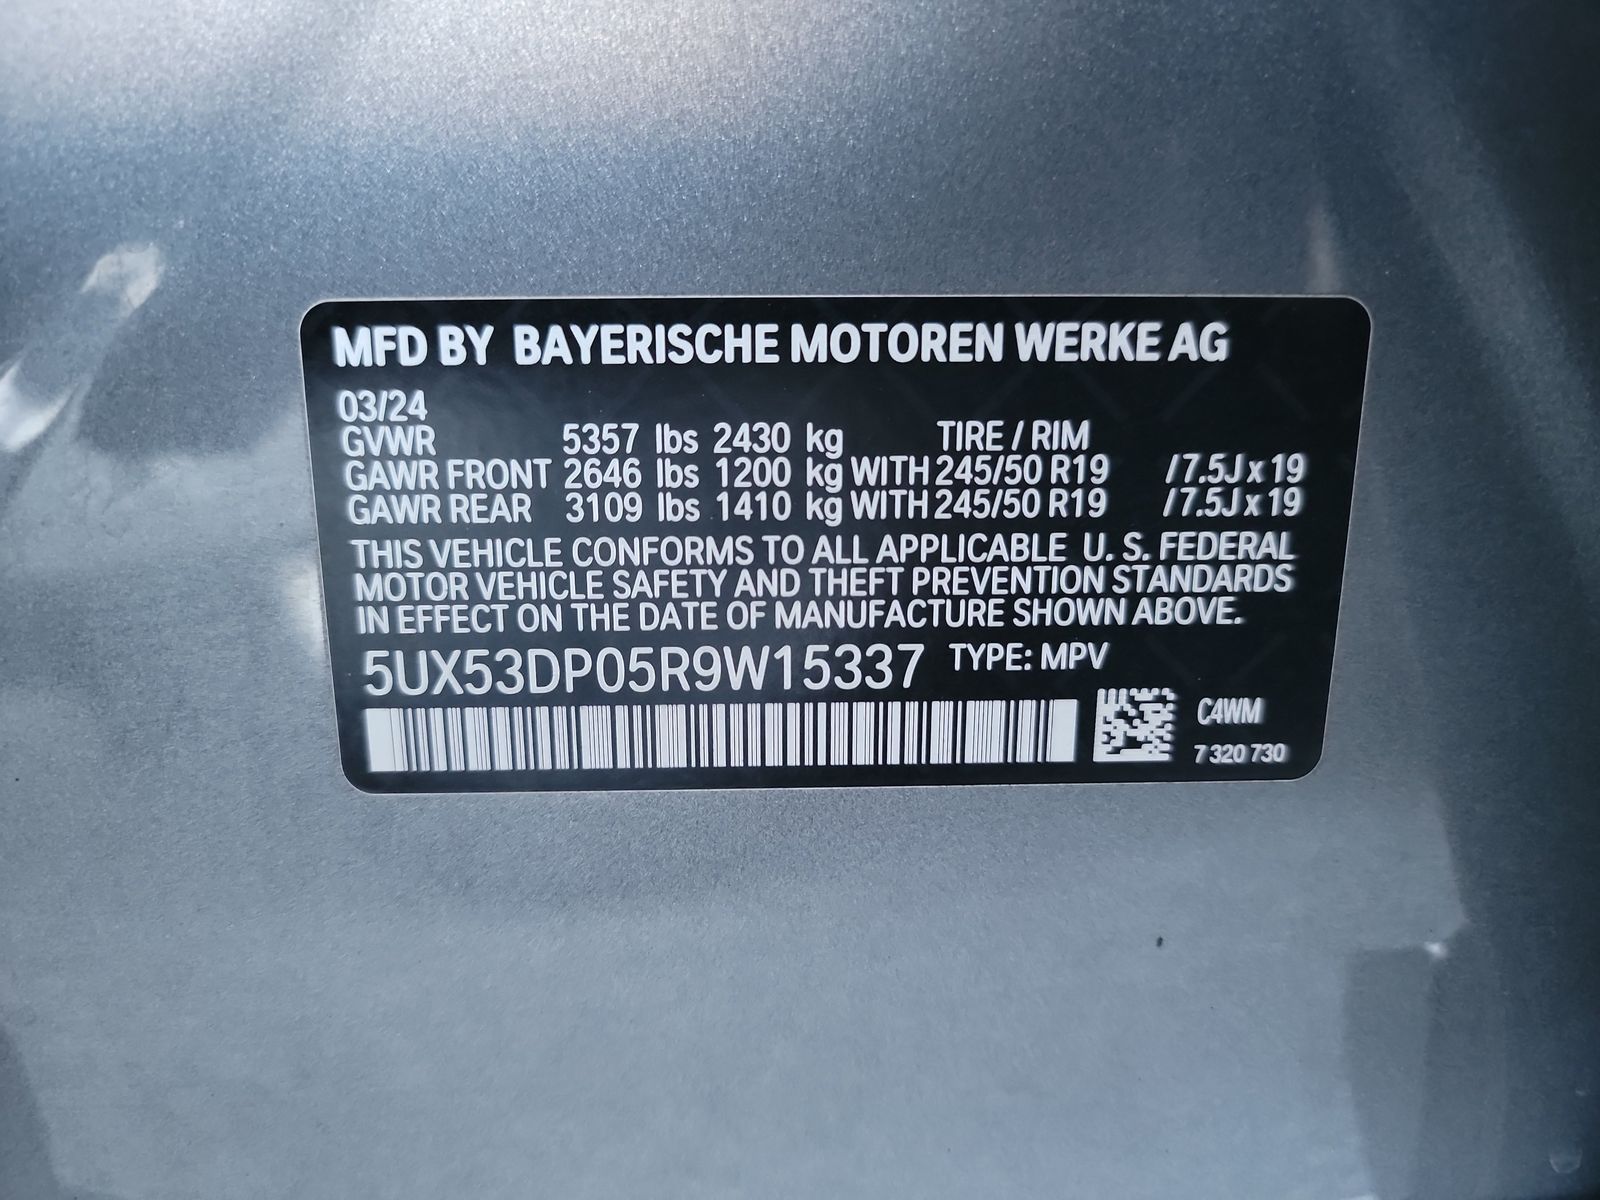 MFD BY BAYERISCHE MOTOREN WERKE AG
03/24
GVWR 5357 lbs 2430 kg TIRE / RIM
GAWR FRONT 2646 lbs 1200 kg WITH 245/50 R19 / 7.5J x 19
GAWR REAR 3109 lbs 1410 kg WITH 245/50 R19 / 7.5J x 19
THIS VEHICLE CONFORMS TO ALL APPLICABLE U. S. FEDERAL
MOTOR VEHICLE SAFETY AND THEFT PREVENTION STANDARDS
IN EFFECT ON THE DATE OF MANUFACTURE SHOWN ABOVE.
5UX53DP05R9W15337 TYPE: MPV
C4WM
7 320 730